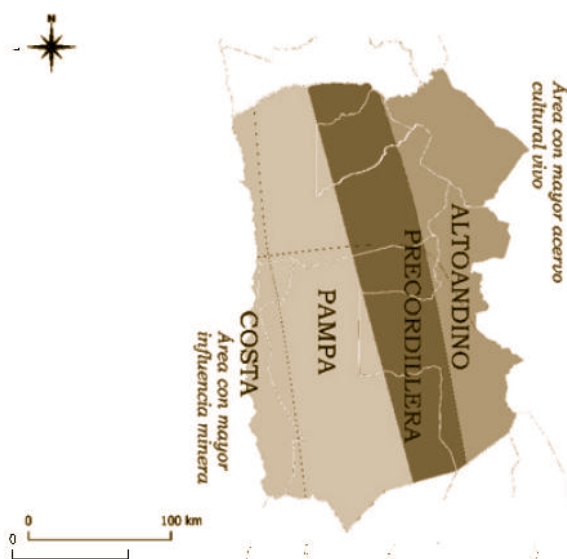 N
Área con mayor acervo
cultural vivo
ALTOANDINO
PRECORDILLERA
PAMPA
COSTA
Área con mayor
influencia minera
0
100 km
0